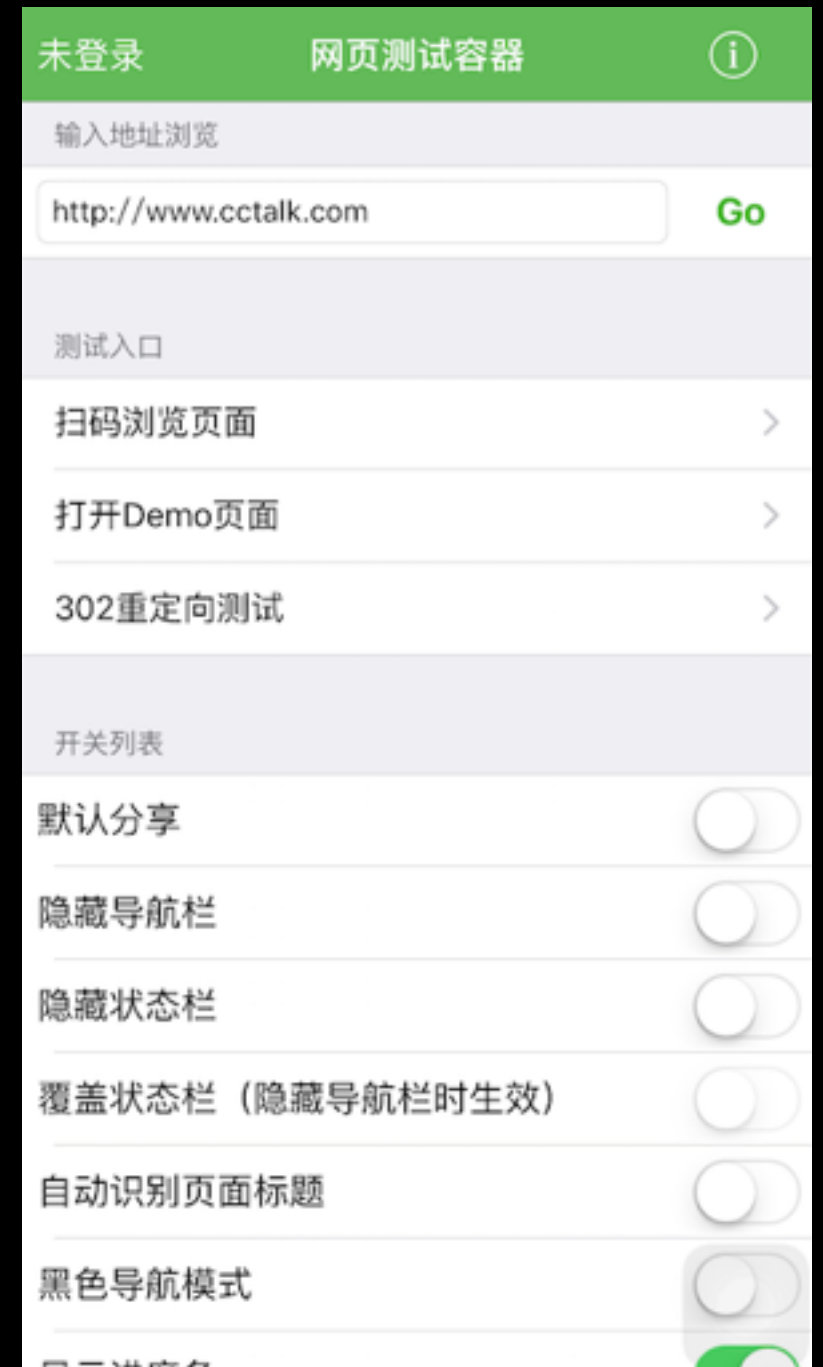 未登录 网页测试容器
输入地址浏览
http://www.cctalk.com Go
测试入口
扫码浏览页面
打开Demo页面
302重定向测试
开关列表
默认分享
隐藏导航栏
隐藏状态栏
覆盖状态栏（隐藏导航栏时生效）
自动识别页面标题
黑色导航模式